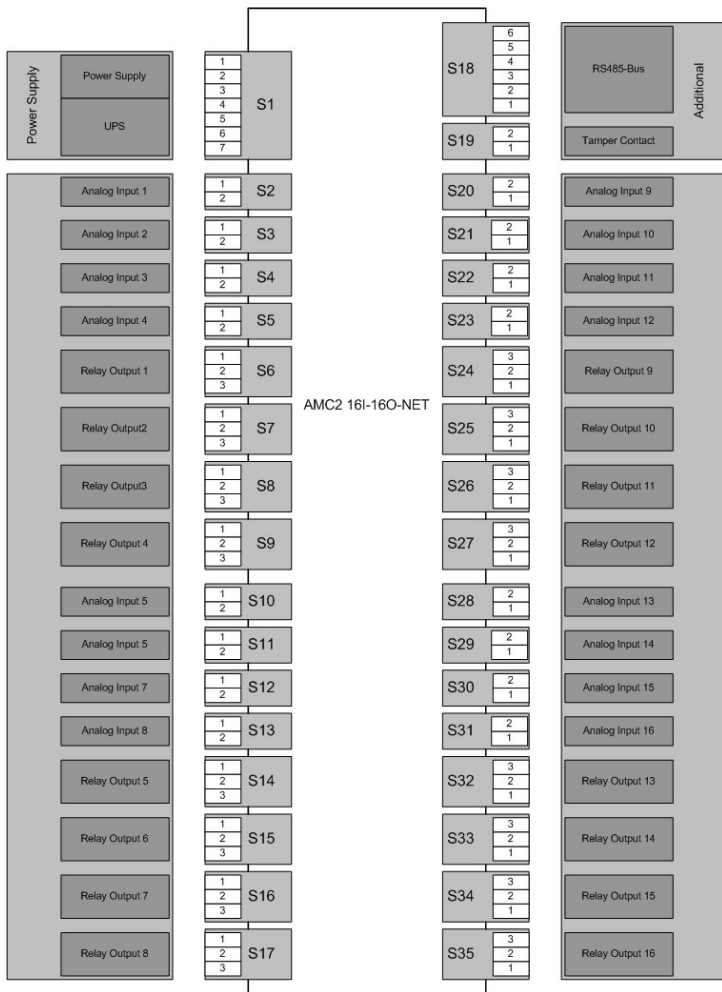 Power Supply
Power Supply
UPS
1
2
3
4
5
6
7
S1
S18
6
5
4
3
2
1
RS485-Bus
Additional
S19
2
1
Tamper Contact
Analog Input 1
1
2
S2
S20
2
1
Analog Input 9
Analog Input 2
1
2
S3
S21
2
1
Analog Input 10
Analog Input 3
1
2
S4
S22
2
1
Analog Input 11
Analog Input 4
1
2
S5
S23
2
1
Analog Input 12
Relay Output 1
1
2
3
S6
S24
3
2
1
Relay Output 9
AMC2 16I-16O-NET
Relay Output2
1
2
3
S7
S25
3
2
1
Relay Output 10
Relay Output3
1
2
3
S8
S26
3
2
1
Relay Output 11
Relay Output 4
1
2
3
S9
S27
3
2
1
Relay Output 12
Analog Input 5
1
2
S10
S28
2
1
Analog Input 13
Analog Input 5
1
2
S11
S29
2
1
Analog Input 14
Analog Input 7
1
2
S12
S30
2
1
Analog Input 15
Analog Input 8
1
2
S13
S31
2
1
Analog Input 16
Relay Output 5
1
2
3
S14
S32
3
2
1
Relay Output 13
Relay Output 6
1
2
3
S15
S33
3
2
1
Relay Output 14
Relay Output 7
1
2
3
S16
S34
3
2
1
Relay Output 15
Relay Output 8
1
2
3
S17
S35
3
2
1
Relay Output 16